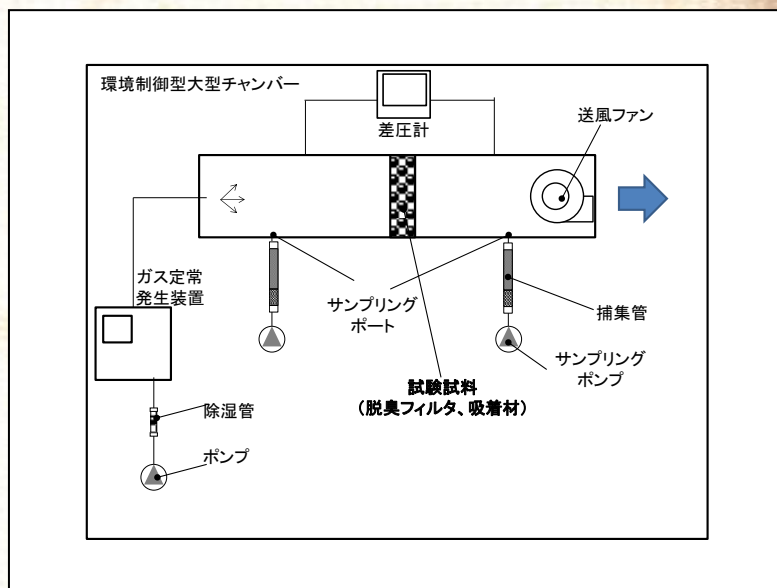 環境制御型大型チャンバー
差圧計
送風ファン
ガス定常
発生装置
サンプリング
ポート
捕集管
サンプリング
ポンプ
試験試料
（脱臭フィルタ、吸着材）
除湿管
ポンプ